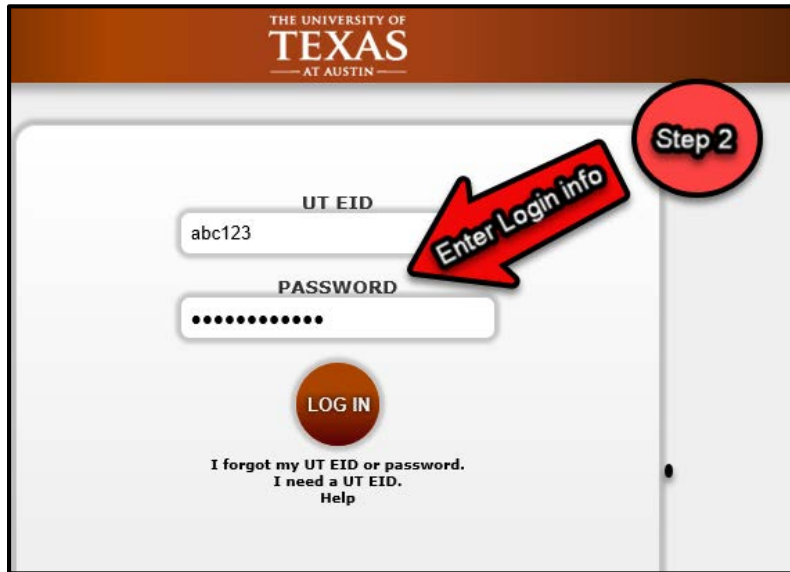 THE UNIVERSITY OF
TEXAS
AT AUSTIN
Step 2
Enter Login info
UT EID
abc123
PASSWORD
••••••••••••
LOG IN
I forgot my UT EID or password.
I need a UT EID.
Help